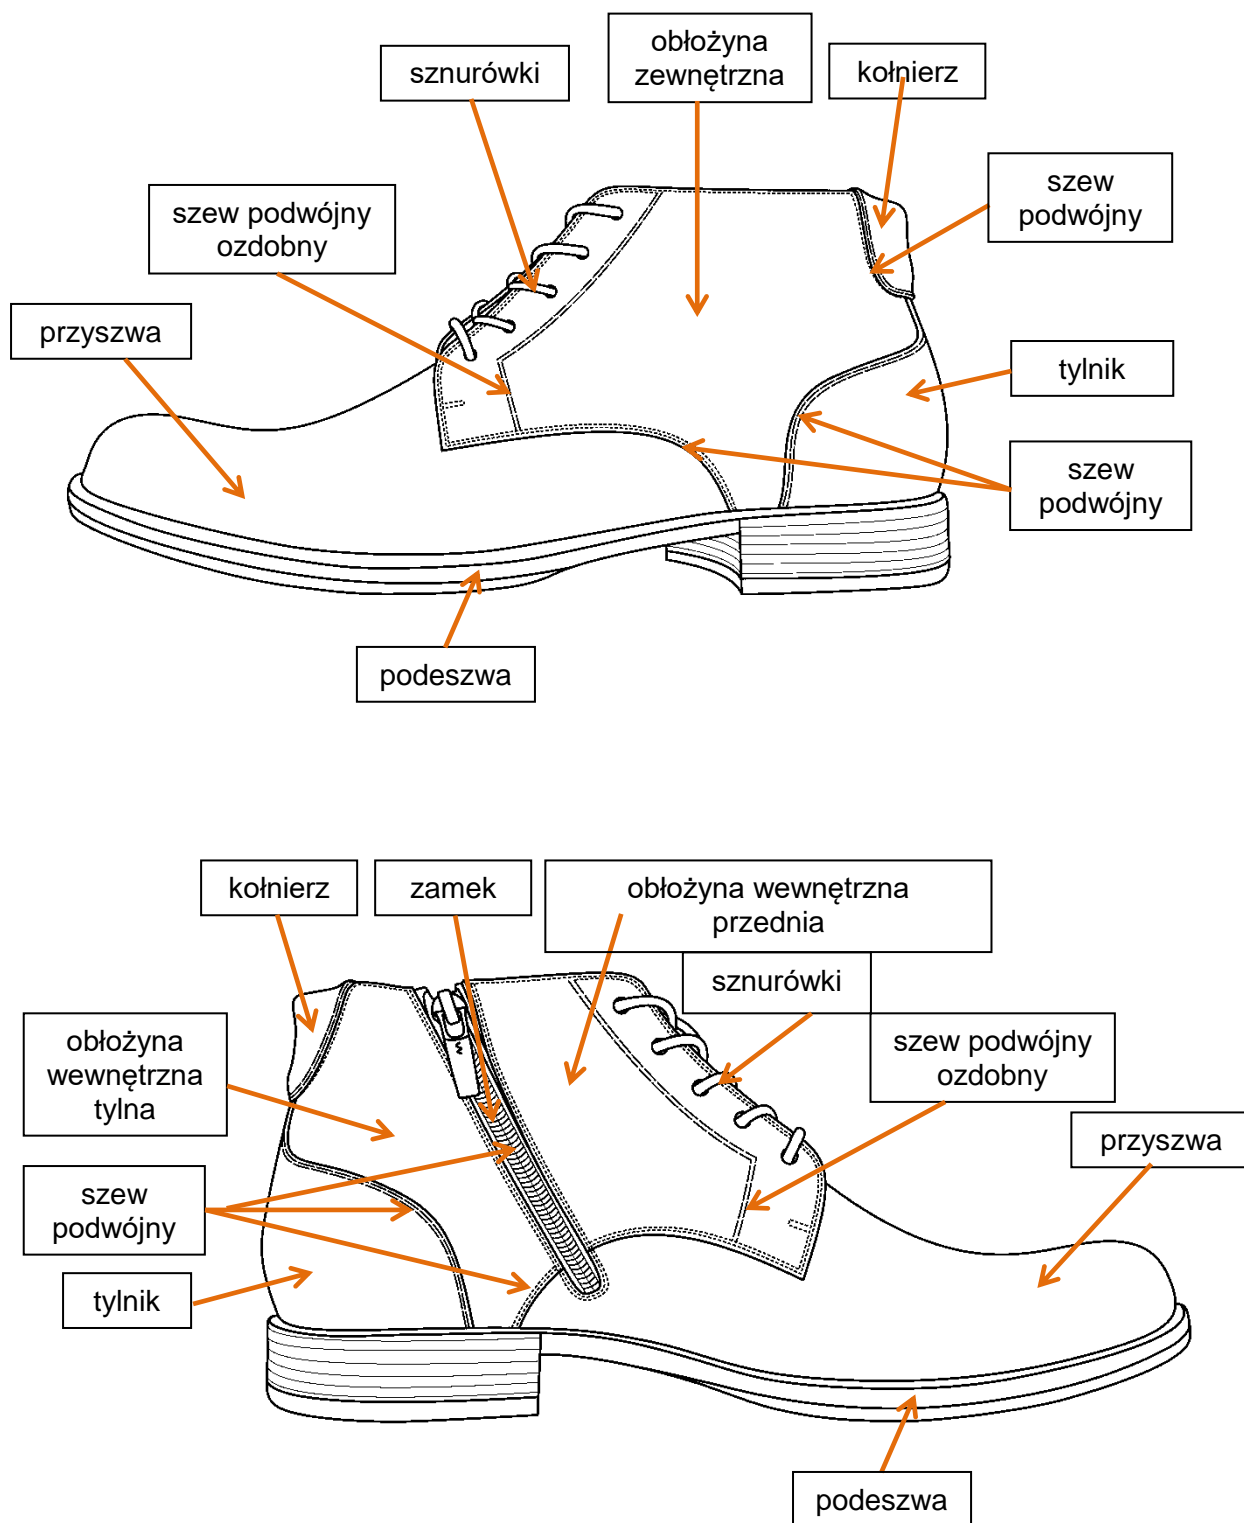 obłożyna
zewnętrzna
sznurówki
kołnierz
szew
podwójny
szew podwójny
ozdobny
przyszwa
tylnik
szew
podwójny
podeszwa
kołnierz
zamek
obłożyna wewnętrzna
przednia
sznurówki
obłożyna
wewnętrzna
tylna
szew podwójny
ozdobny
przyszwa
szew
podwójny
tylnik
podeszwa